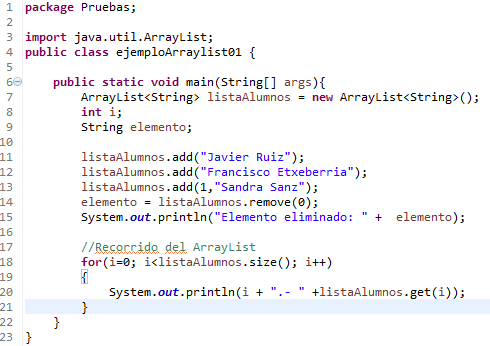 1 package Pruebas;
2
3 import java.util.ArrayList;
4 public class ejemploArraylist01 {
5
6     public static void main(String[] args){
7         ArrayList<String> listaAlumnos = new ArrayList<String>();
8         int i;
9         String elemento;
10
11         listaAlumnos.add("Javier Ruiz");
12         listaAlumnos.add("Francisco Etxeberria");
13         listaAlumnos.add(1,"Sandra Sanz");
14         elemento = listaAlumnos.remove(0);
15         System.out.println("Elemento eliminado: " +  elemento);
16
17         //Recorrido del ArrayList
18         for(i=0; i<listaAlumnos.size(); i++)
19         {
20             System.out.println(i + ".- " +listaAlumnos.get(i));
21         }
22     }
23 }